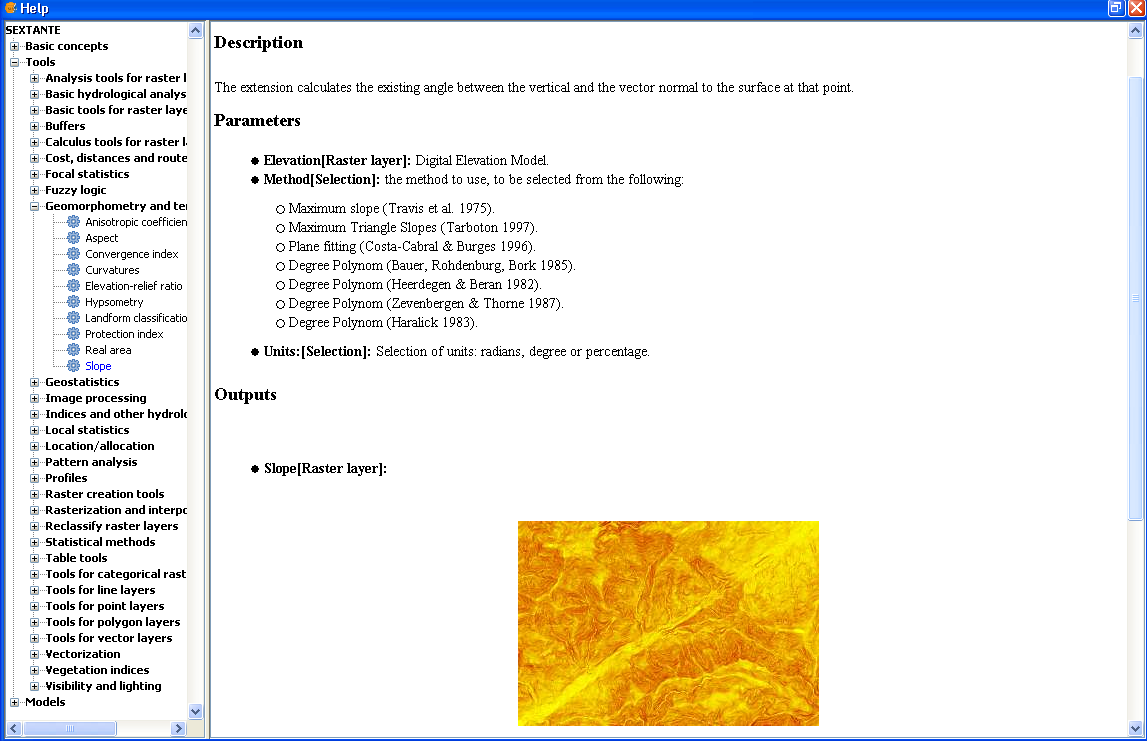 Help
SEXTANTE
Basic concepts
Tools
Analysis tools for raster l
Basic hydrological analys
Basic tools for raster laye
Buffers
Calculus tools for raster la
Cost, distances and route
Focal statistics
Fuzzy logic
Geomorphometry and te
Anisotropic coefficien
Aspect
Convergence index
Curvatures
Elevation-relief ratio
Hypsometry
Landform classificatio
Protection index
Real area
Slope
Geostatistics
Image processing
Indices and other hydrolo
Local statistics
Location/allocation
Pattern analysis
Profiles
Raster creation tools
Rasterization and interpo
Reclassify raster layers
Statistical methods
Table tools
Tools for categorical rast
Tools for line layers
Tools for point layers
Tools for polygon layers
Tools for vector layers
Vectorization
Vegetation indices
Visibility and lighting
Models
Description
The extension calculates the existing angle between the vertical and the vector normal to the surface at that point.
Parameters
Elevation[Raster layer]: Digital Elevation Model.
Method[Selection]: the method to use, to be selected from the following:
Maximum slope (Travis et al. 1975).
Maximum Triangle Slopes (Tarboton 1997).
Plane fitting (Costa-Cabral & Burges 1996).
Degree Polynom (Bauer, Rohdenburg, Bork 1985).
Degree Polynom (Heerdegen & Beran 1982).
Degree Polynom (Zevenbergen & Thorne 1987).
Degree Polynom (Haralick 1983).
Units:[Selection]: Selection of units: radians, degree or percentage.
Outputs
Slope[Raster layer]: